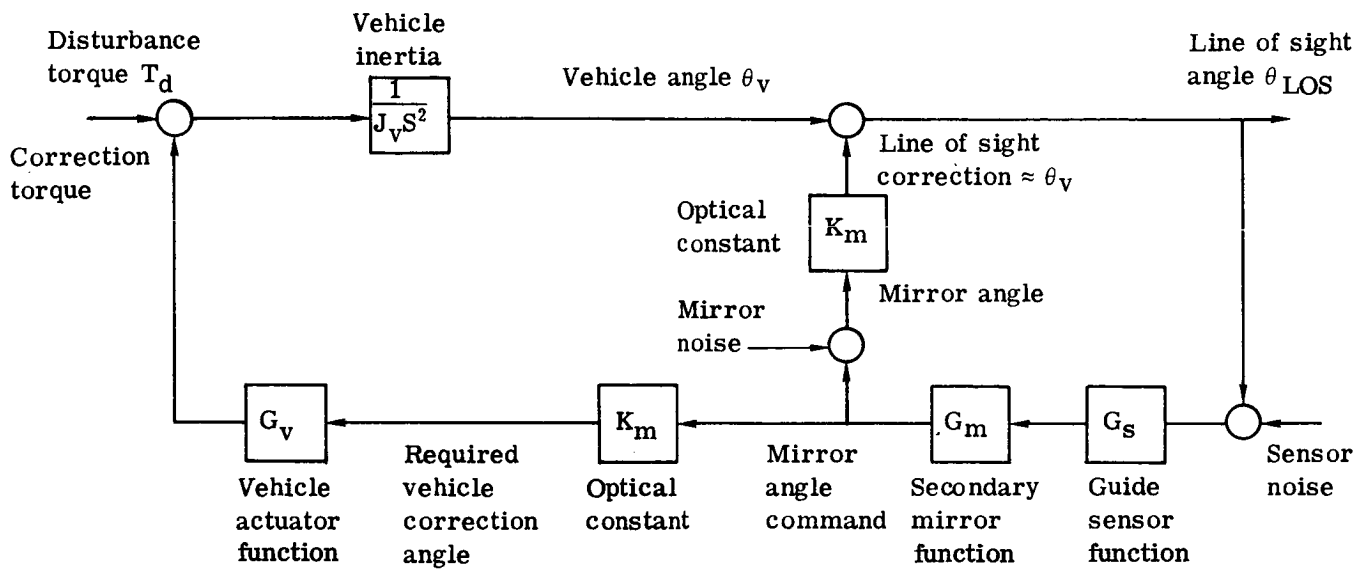 Disturbance
torque T_d
Vehicle
inertia
1
J_v S^2
Vehicle angle θ_v
Line of sight
angle θ_LOS
Correction
torque
Line of sight
correction ≈ θ_v
Optical
constant
K_m
Mirror angle
Mirror
noise
G_v
K_m
G_m
G_s
Vehicle
actuator
function
Required
vehicle
correction
angle
Optical
constant
Mirror
angle
command
Secondary
mirror
function
Guide
sensor
function
Sensor
noise